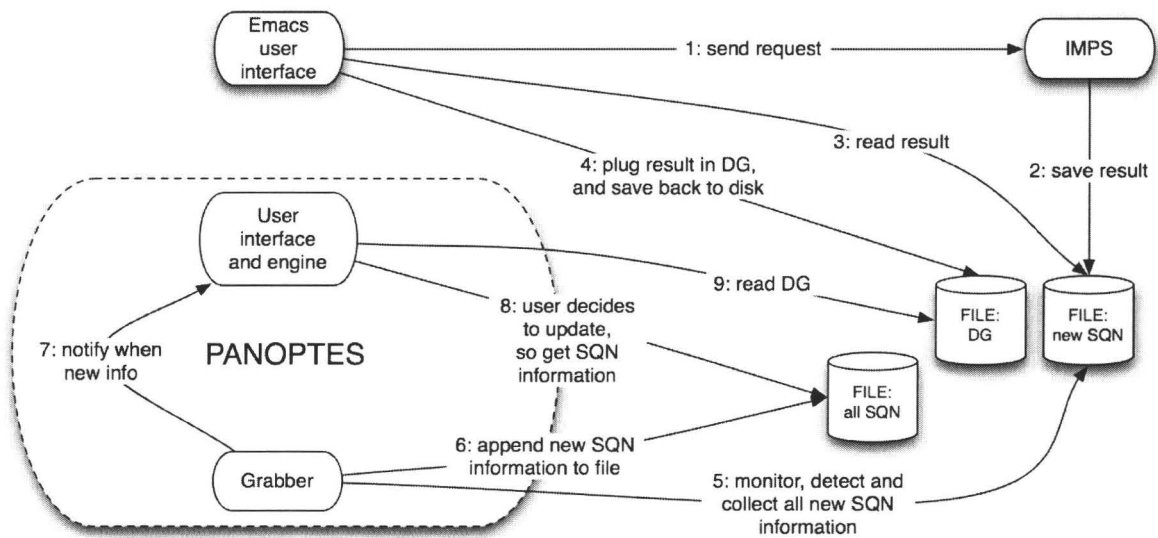 Emacs
user
interface
1: send request
IMPS
3: read result
4: plug result in DG,
and save back to disk
2: save result
User
interface
and engine
9: read DG
8: user decides
to update,
so get SQN
information
FILE:
DG
FILE:
new SQN
7: notify when
new info
PANOPTES
FILE:
all SQN
6: append new SQN
information to file
Grabber
5: monitor, detect and
collect all new SQN
information